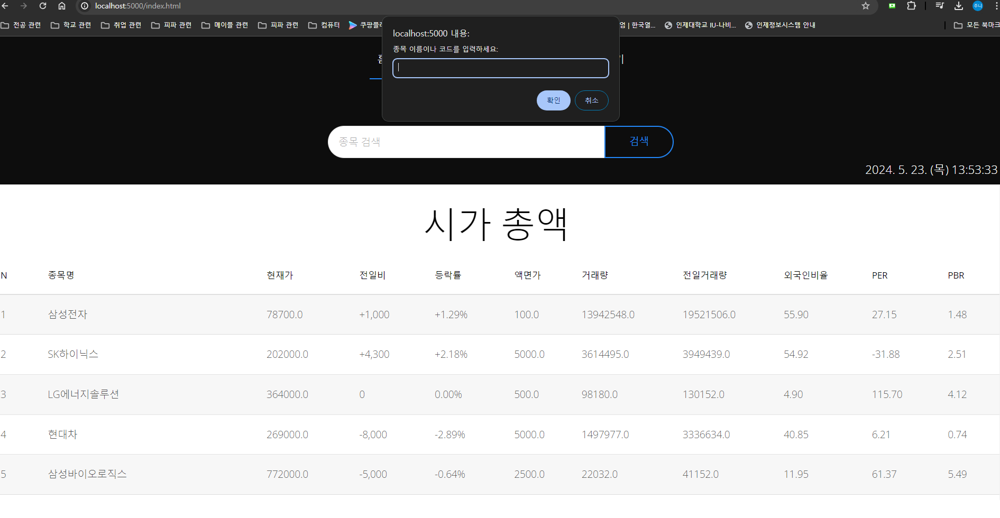 localhost:5000/index.html
주니
전공 관련 학교 관련 취업 관련 피파 관련 메이플 관련 피파 관련 컴퓨터 쿠팡플레 엄 | 한국열... 인제대학교 IU-나비... 인제정보시스템 안내 모든 북마크
localhost:5000 내용:
종목 이름이나 코드를 입력하세요:
확인 취소
종목 검색 검색
2024. 5. 23. (목) 13:53:33
시가 총액
N 종목명 현재가 전일비 등락률 액면가 거래량 전일거래량 외국인비율 PER PBR
1 삼성전자 78700.0 +1,000 +1.29% 100.0 13942548.0 19521506.0 55.90 27.15 1.48
2 SK하이닉스 202000.0 +4,300 +2.18% 5000.0 3614495.0 3949439.0 54.92 -31.88 2.51
3 LG에너지솔루션 364000.0 0 0.00% 500.0 98180.0 130152.0 4.90 115.70 4.12
4 현대차 269000.0 -8,000 -2.89% 5000.0 1497977.0 3336634.0 40.85 6.21 0.74
5 삼성바이오로직스 772000.0 -5,000 -0.64% 2500.0 22032.0 41152.0 11.95 61.37 5.49